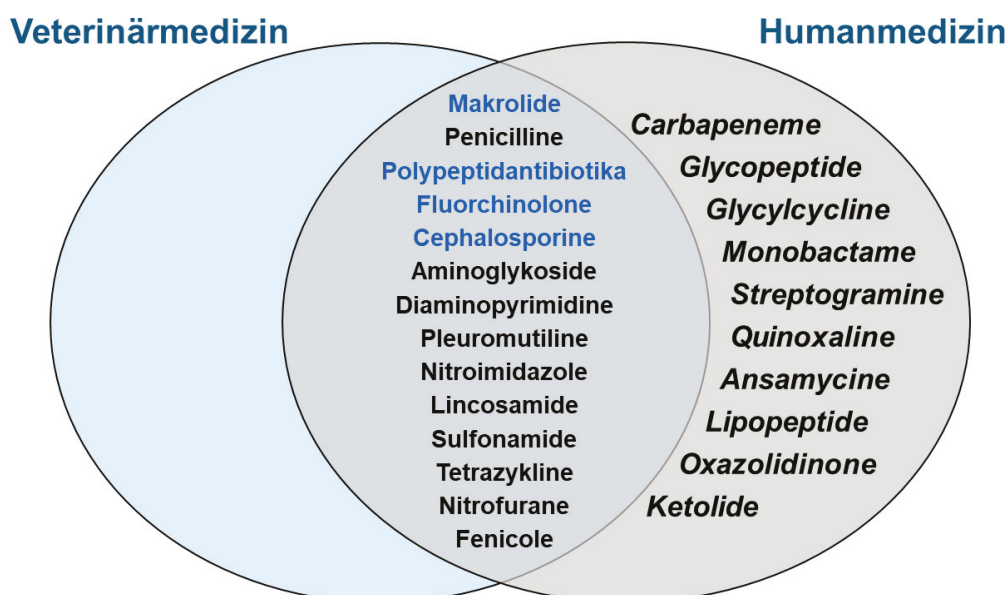 Veterinärmedizin
Humanmedizin
Makrolide
Penicilline
Polypeptidantibiotika
Fluorchinolone
Cephalosporine
Aminoglykoside
Diaminopyrimidine
Pleuromutiline
Nitroimidazole
Lincosamide
Sulfonamide
Tetrazykline
Nitrofurane
Fenicole
Carbapeneme
Glycopeptide
Glycylcycline
Monobactame
Streptogramine
Quinoxaline
Ansamycine
Lipopeptide
Oxazolidinone
Ketolide